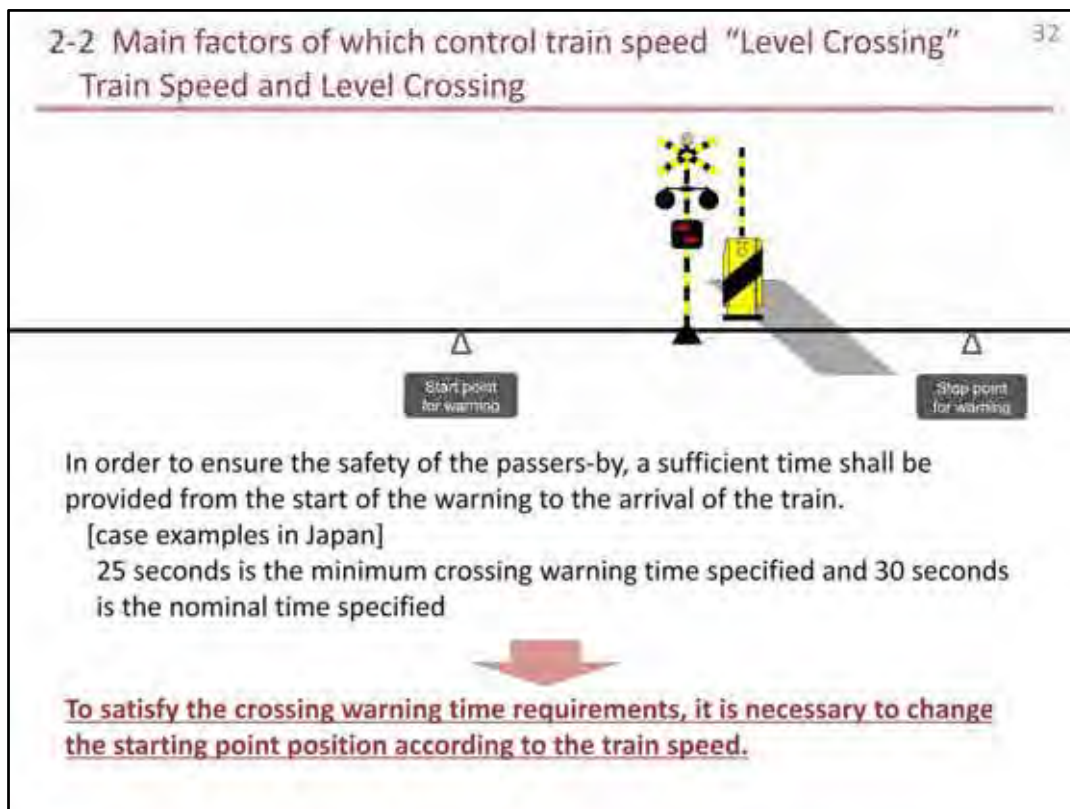 2-2 Main factors of which control train speed “Level Crossing”
32
Train Speed and Level Crossing
Start point
for warning
Stop point
for warning
In order to ensure the safety of the passers-by, a sufficient time shall be
provided from the start of the warning to the arrival of the train.
[case examples in Japan]
25 seconds is the minimum crossing warning time specified and 30 seconds
is the nominal time specified
To satisfy the crossing warning time requirements, it is necessary to change
the starting point position according to the train speed.